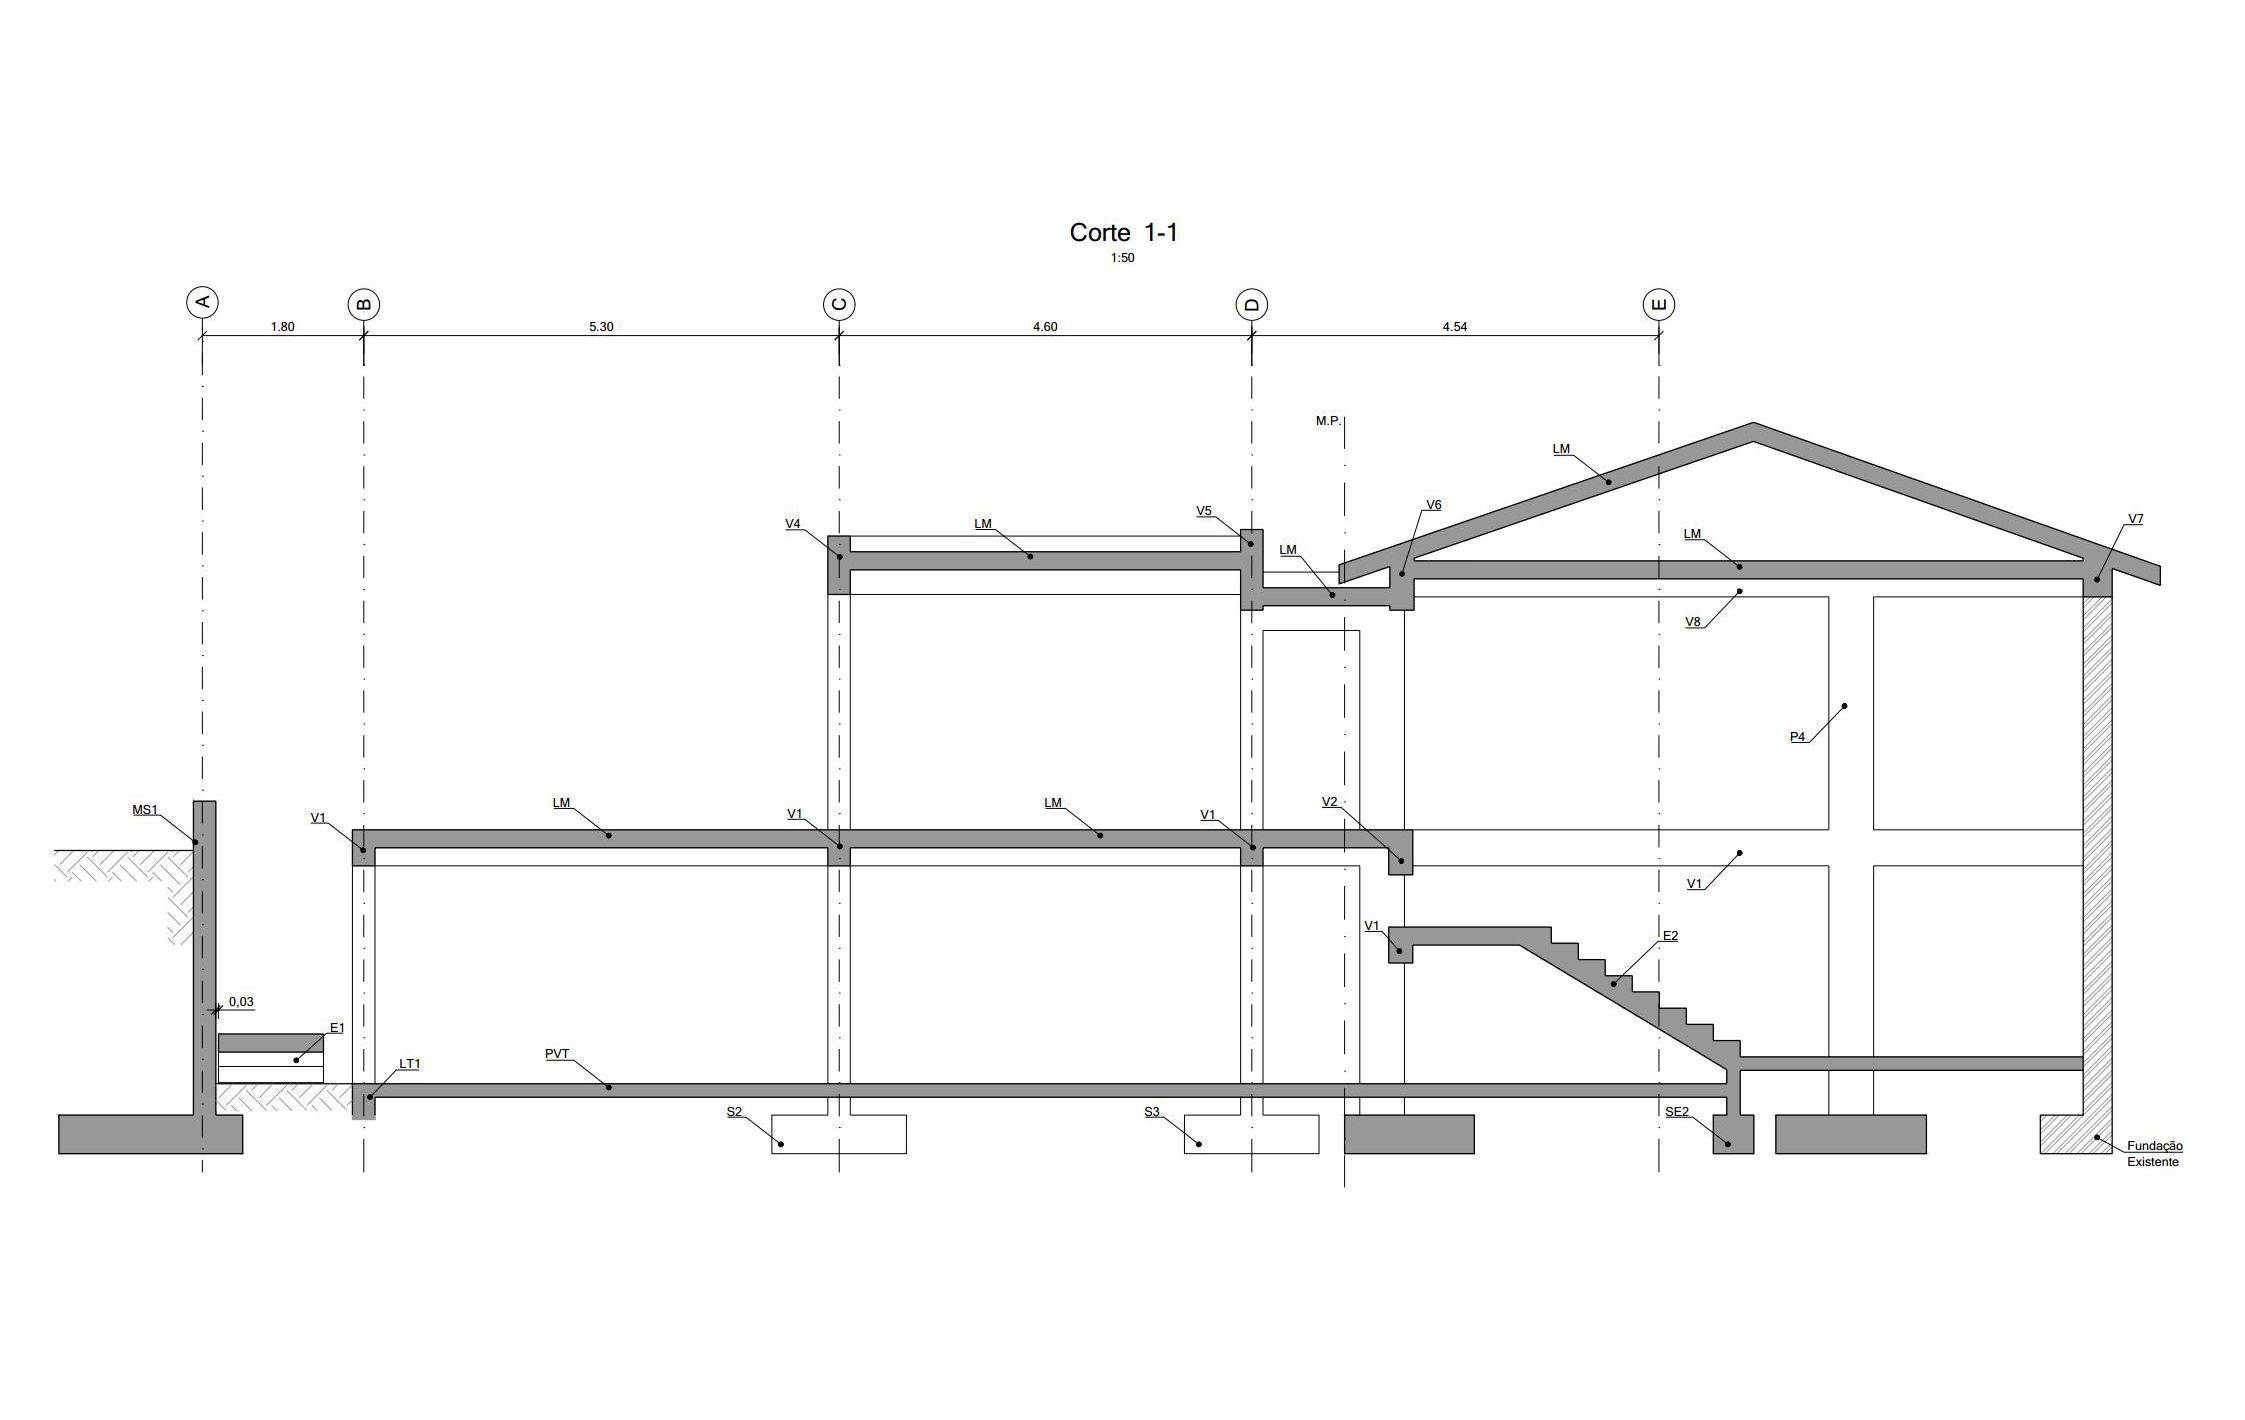 Corte 1-1
1:50
A
B
C
D
E
1.80
5.30
4.60
4.54
M.P.
LM
V6
V5
V7
V4
LM
LM
LM
V8
P4
MS1
V1
LM
V1
LM
V1
V2
V1
V1
E2
0,03
E1
LT1
PVT
S2
S3
SE2
Fundação
Existente